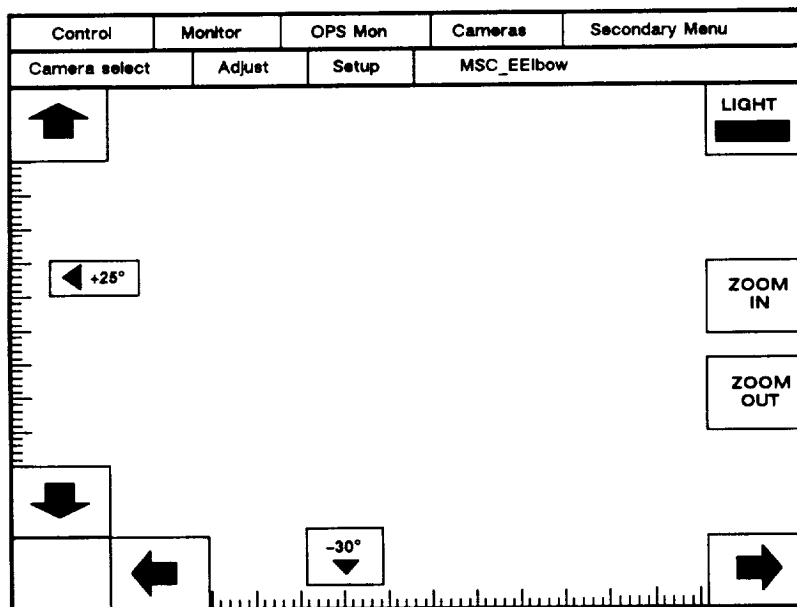 Control Monitor OPS Mon Cameras Secondary Menu
Camera select Adjust Setup MSC_EElbow
LIGHT
+25°
ZOOM
IN
ZOOM
OUT
-30°